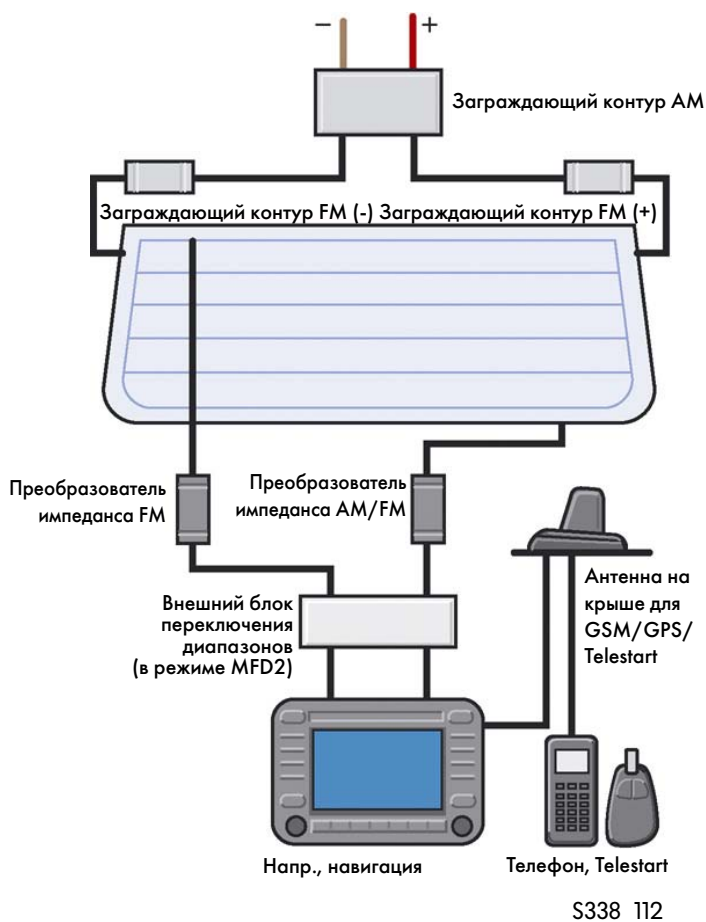 − +
Заграждающий контур AM
Заграждающий контур FM (-) Заграждающий контур FM (+)
Преобразователь
импеданса FM
Преобразователь
импеданса AM/FM
Внешний блок
переключения
диапазонов
(в режиме MFD2)
Антенна на
крыше для
GSM/GPS/
Telestart
Напр., навигация
Телефон, Telestart
S338_112